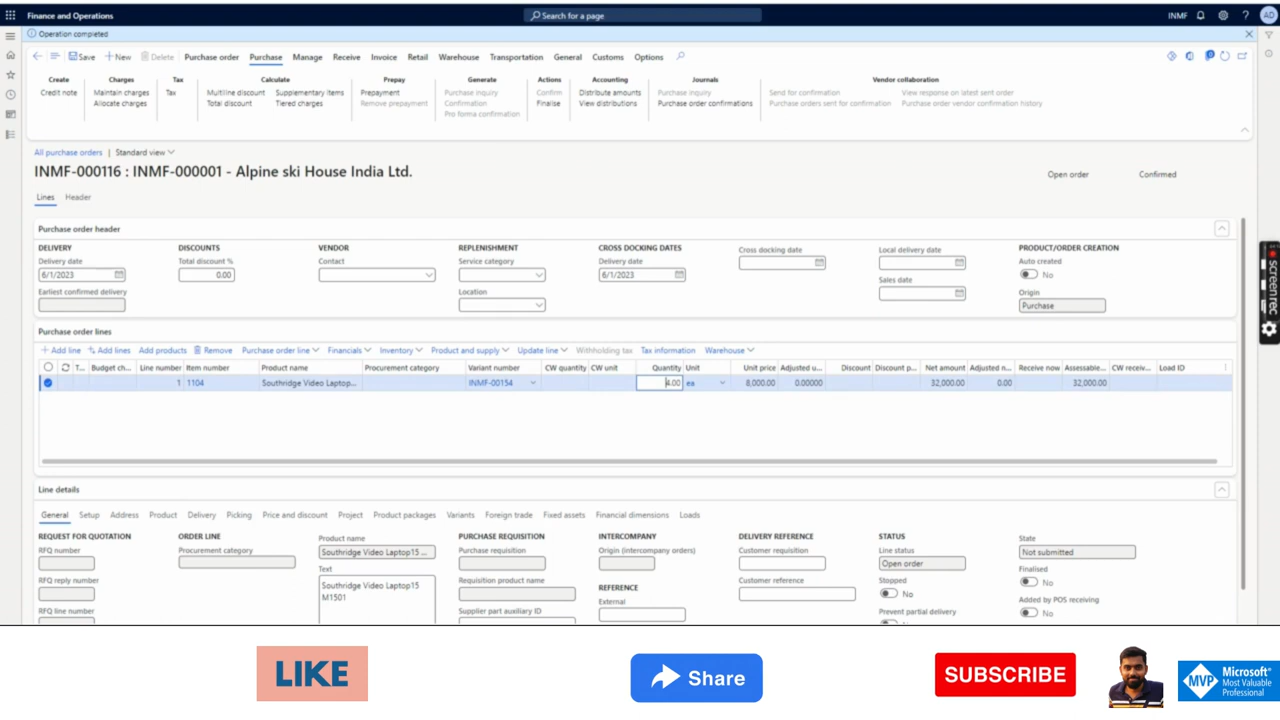 Finance and Operations
Search for a page
INMF
?
AD
Operation completed
Save
New
Delete
Purchase order
Purchase
Manage
Receive
Invoice
Retail
Warehouse
Transportation
General
Customs
Options
Create
Charges
Tax
Calculate
Prepay
Generate
Actions
Accounting
Journals
Vendor collaboration
Credit note
Maintain charges
Tax
Multiline discount
Supplementary items
Prepayment
Purchase inquiry
Confirm
Distribute amounts
Purchase inquiry
Send for confirmation
View response on latest sent order
Allocate charges
Total discount
Tiered charges
Remove prepayment
Confirmation
Finalise
View distributions
Purchase order confirmations
Purchase orders sent for confirmation
Purchase order vendor confirmation history
Pro forma confirmation
All purchase orders | Standard view
INMF-000116 : INMF-000001 - Alpine ski House India Ltd.
Open order
Confirmed
Lines
Header
Purchase order header
DELIVERY
Delivery date
6/1/2023
Earliest confirmed delivery
DISCOUNTS
Total discount %
0.00
VENDOR
Contact
REPLENISHMENT
Service category
Location
CROSS DOCKING DATES
Delivery date
6/1/2023
Cross docking date
Local delivery date
Sales date
PRODUCT/ORDER CREATION
Auto created
No
Origin
Purchase
Purchase order lines
+ Add line
Add lines
Add products
Remove
Purchase order line
Financials
Inventory
Product and supply
Update line
Withholding tax
Tax information
Warehouse
T... Budget ch... Line number Item number Product name Procurement category Variant number CW quantity CW unit Quantity Unit Unit price Adjusted u... Discount Discount p... Net amount Adjusted n... Receive now Assessable... CW receiv... Load ID
1 1104 Southridge Video Laptop... INMF-00154 4.00 ea 8,000.00 0.00000 32,000.00 0.00 32,000.00
Line details
General
Setup
Address
Product
Delivery
Picking
Price and discount
Project
Product packages
Variants
Foreign trade
Fixed assets
Financial dimensions
Loads
REQUEST FOR QUOTATION
RFQ number
RFQ reply number
RFQ line number
ORDER LINE
Procurement category
Product name
Southridge Video Laptop15 ...
Text
Southridge Video Laptop15
M1501
PURCHASE REQUISITION
Purchase requisition
Requisition product name
Supplier part auxiliary ID
INTERCOMPANY
Origin (intercompany orders)
REFERENCE
External
DELIVERY REFERENCE
Customer requisition
Customer reference
STATUS
Line status
Open order
Stopped
No
Prevent partial delivery
State
Not submitted
Finalised
No
Added by POS receiving
No
screenrec
LIKE
Share
SUBSCRIBE
MVP
Microsoft®
Most Valuable
Professional